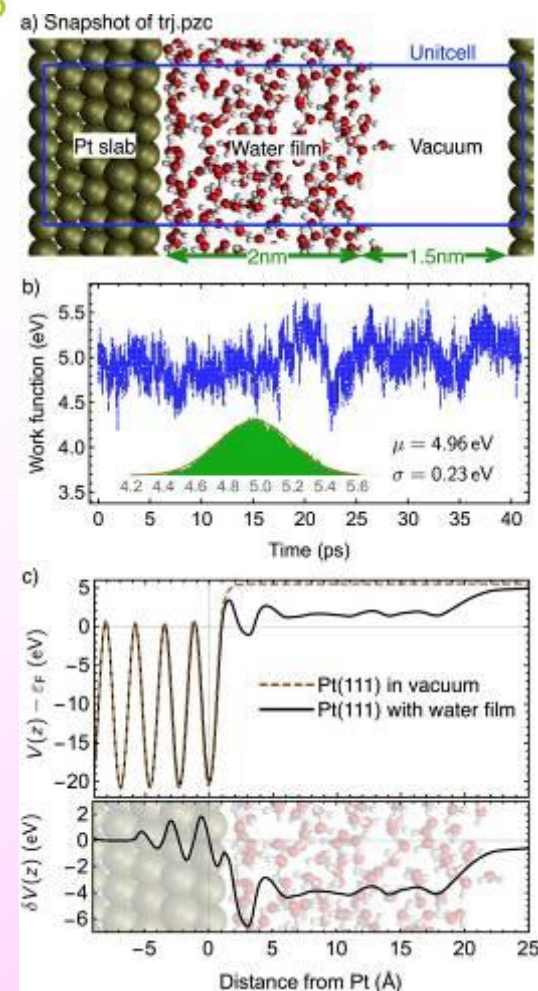 a) Snapshot of trj.pzc
Unitcell
Pt slab
Water film
Vacuum
2nm
1.5nm
b)
Work function (eV)
5.5
5.0
4.5
4.0
3.5
4.2 4.4 4.6 4.8 5.0 5.2 5.4 5.6
μ = 4.96 eV
σ = 0.23 eV
0 5 10 15 20 25 30 35 40
Time (ps)
c)
V(z) − εF (eV)
5
0
−5
−10
−15
−20
Pt(111) in vacuum
Pt(111) with water film
δV(z) (eV)
2
0
−2
−4
−6
−5 0 5 10 15 20 25
Distance from Pt (Å)